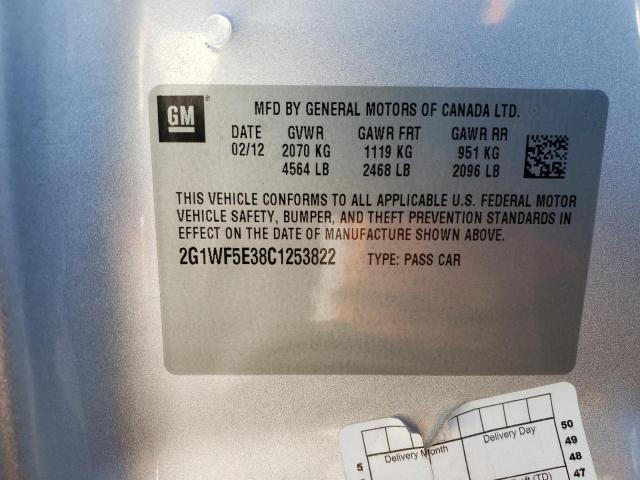 GM
MFD BY GENERAL MOTORS OF CANADA LTD.
DATE GVWR GAWR FRT GAWR RR
02/12 2070 KG 1119 KG 951 KG
4564 LB 2468 LB 2096 LB
THIS VEHICLE CONFORMS TO ALL APPLICABLE U.S. FEDERAL MOTOR
VEHICLE SAFETY, BUMPER, AND THEFT PREVENTION STANDARDS IN
EFFECT ON THE DATE OF MANUFACTURE SHOWN ABOVE.
2G1WF5E38C1253822 TYPE: PASS CAR
5 Delivery Month Delivery Day 50
49
48
47
(TD)